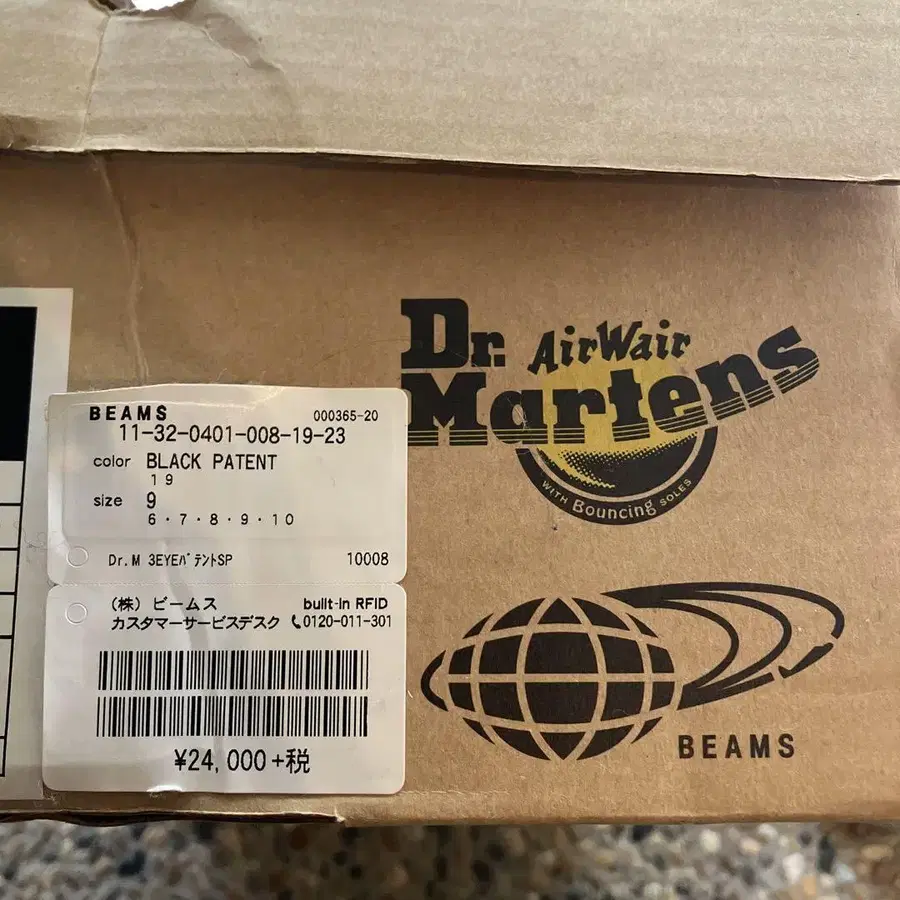 BEAMS 000365-20
11-32-0401-008-19-23
color BLACK PATENT
19
size 9
6・7・8・9・10
Dr.M 3EYEﾊﾟﾃﾝﾄSP 10008
(株)ビームス built-in RFID
カスタマーサービスデスク 0120-011-301
¥24,000+税
Dr. AirWair
Martens
WITH Bouncing SOLES
BEAMS